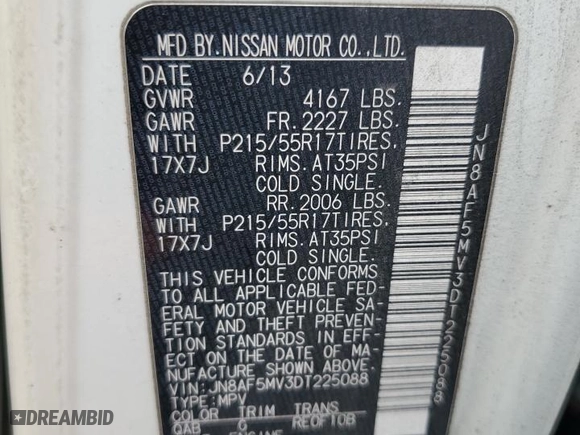 MFD BY.NISSAN MOTOR CO.,LTD.
DATE 6/13
GVWR 4167 LBS.
GAWR FR. 2227 LBS.
WITH P215/55R17TIRES,
17X7J RIMS. AT35PSI
COLD SINGLE.
GAWR RR. 2006 LBS.
WITH P215/55R17TIRES,
17X7J RIMS. AT35PSI
COLD SINGLE.
THIS VEHICLE CONFORMS
TO ALL APPLICABLE FED-
ERAL MOTOR VEHICLE SA-
FETY AND THEFT PREVEN-
TION STANDARDS IN EFF-
ECT ON THE DATE OF MA-
NUFACTURE SHOWN ABOVE.
VIN:JN8AF5MV3DT225088
TYPE:MPV
COLOR TRIM TRANS
QAB G RE0F10B
ENGINE
JN8AF5MV3DT225088
DREAMBID